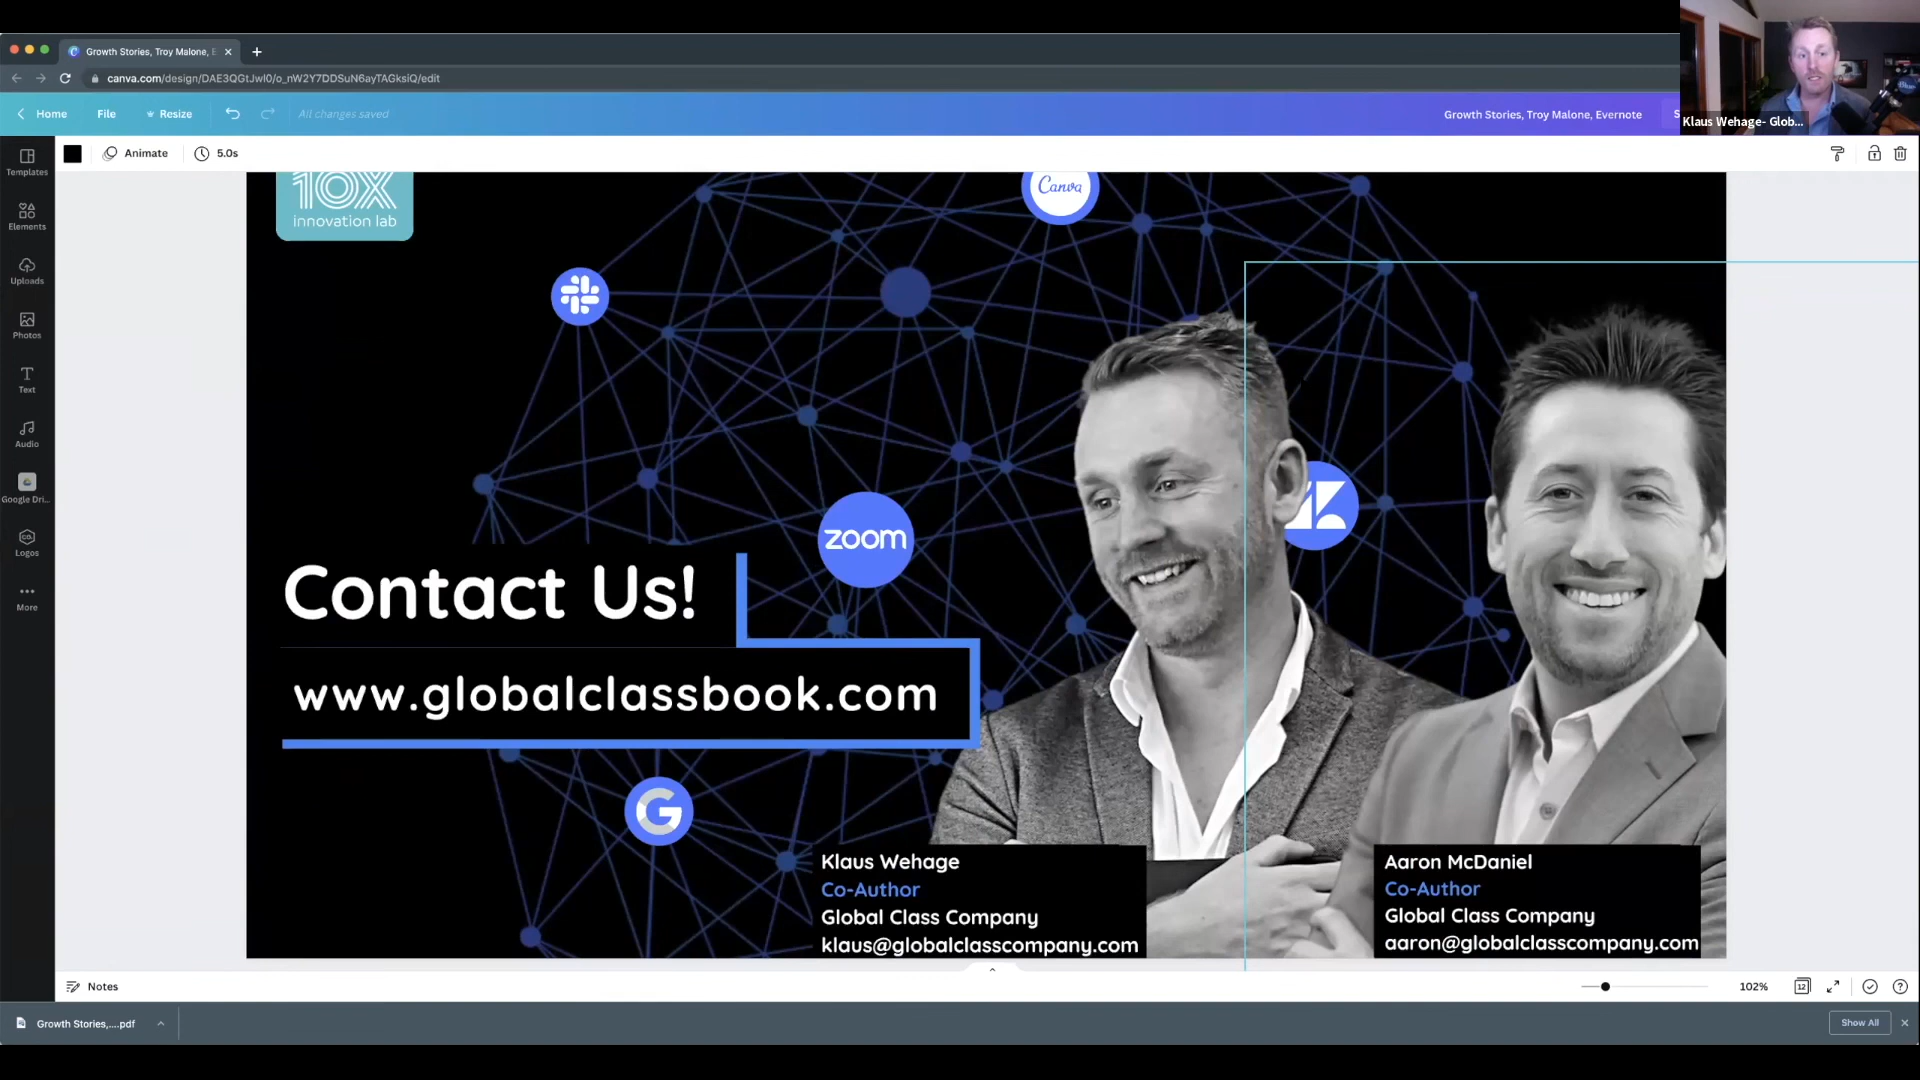 Growth Stories, Troy Malone, E
canva.com/design/DAE3QGtJwI0/o_nW2Y7DDSuN6ayTAGksiQ/edit
Home
File
Resize
All changes saved
Growth Stories, Troy Malone, Evernote
S
Klaus Wehage- Glob...
Animate
5.0s
Templates
Elements
Uploads
Photos
Text
Audio
Google Dri...
Logos
More
10X
innovation lab
Canva
zoom
Contact Us!
www.globalclassbook.com
G
Klaus Wehage
Co-Author
Global Class Company
klaus@globalclasscompany.com
Aaron McDaniel
Co-Author
Global Class Company
aaron@globalclasscompany.com
Notes
102%
12
Growth Stories,....pdf
Show All